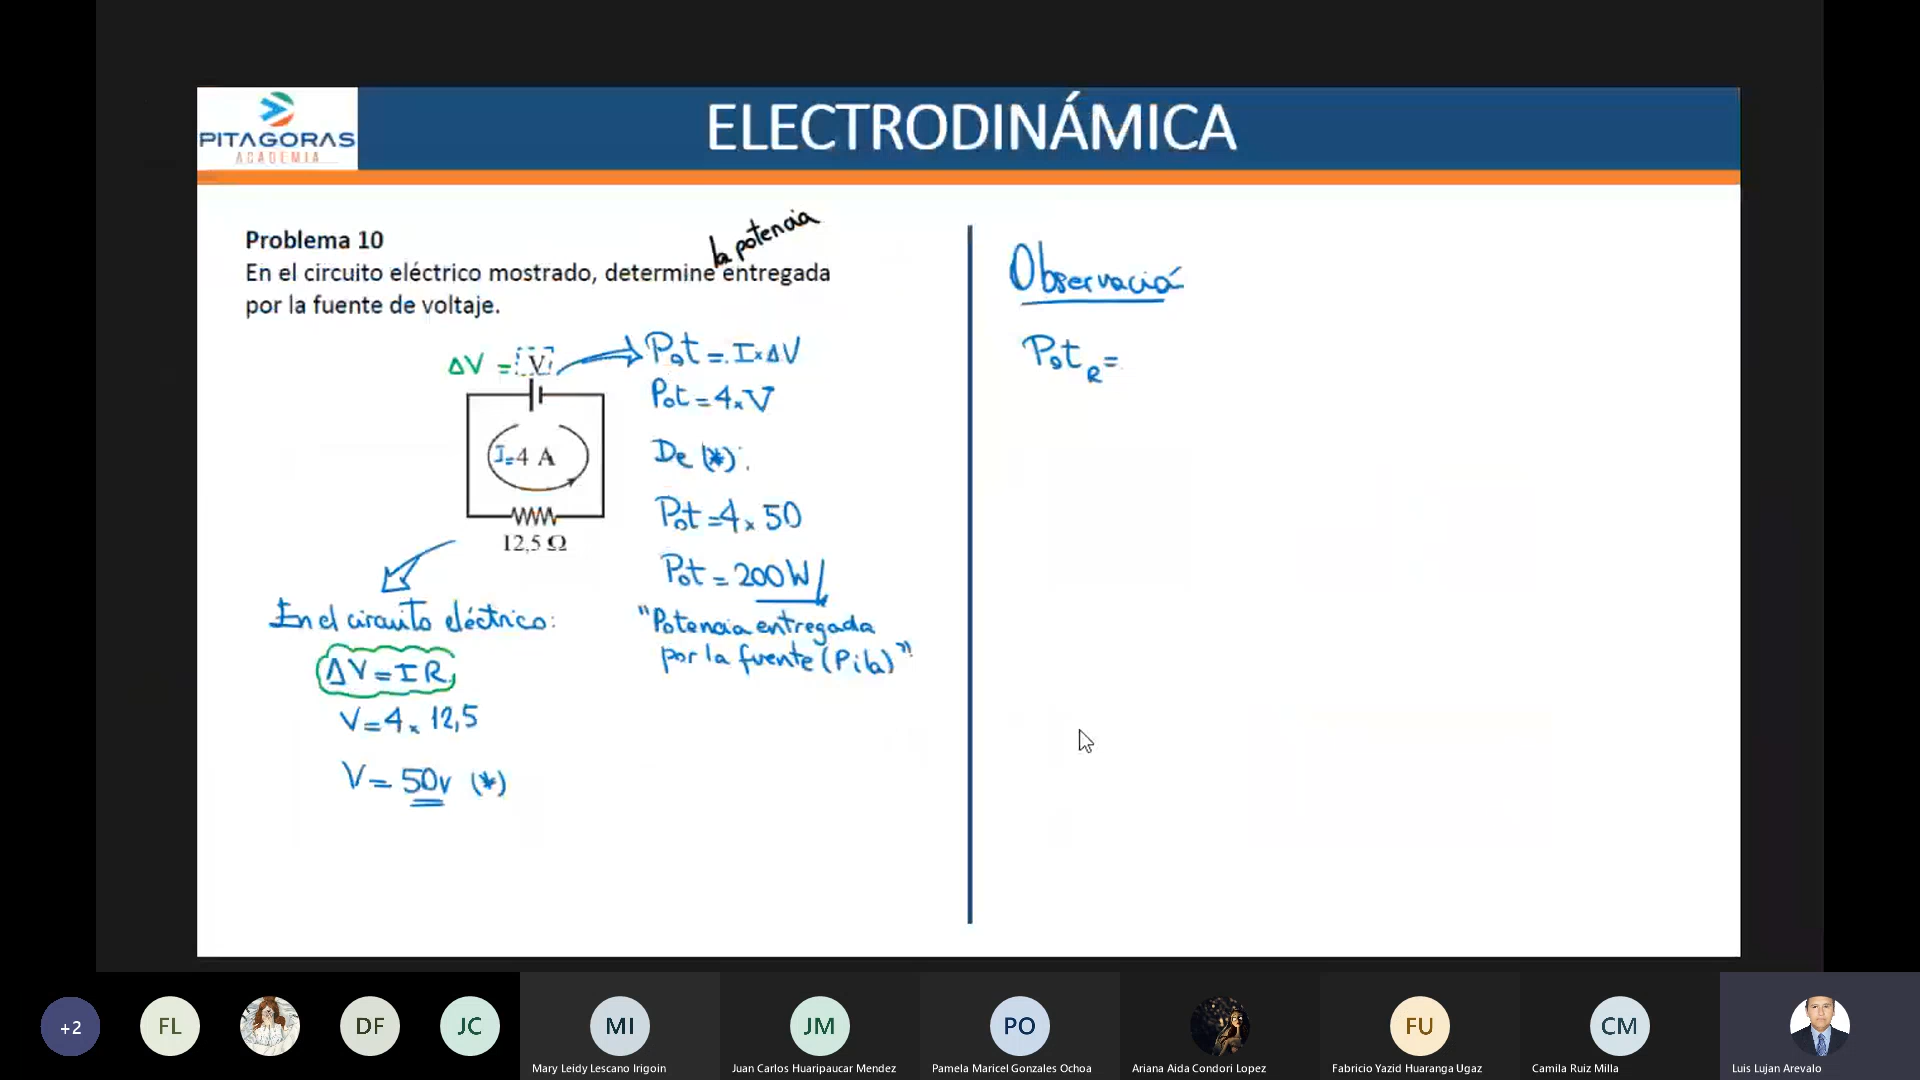 PITAGORAS
ACADEMIA
ELECTRODINÁMICA
Problema 10
la potencia
En el circuito eléctrico mostrado, determine entregada
por la fuente de voltaje.
ΔV = V
I=4 A
12,5 Ω
En el circuito eléctrico:
ΔV = I R
V = 4 x 12,5
V = 50v (*)
Pot = I x ΔV
Pot = 4 x V
De (*):
Pot = 4 x 50
Pot = 200W
"Potencia entregada
por la fuente (Pila)"
Observació
Pot R =
+2
FL
DF
JC
MI
Mary Leidy Lescano Irigoin
JM
Juan Carlos Huaripaucar Mendez
PO
Pamela Maricel Gonzales Ochoa
Ariana Aida Condori Lopez
FU
Fabricio Yazid Huaranga Ugaz
CM
Camila Ruiz Milla
Luis Lujan Arevalo